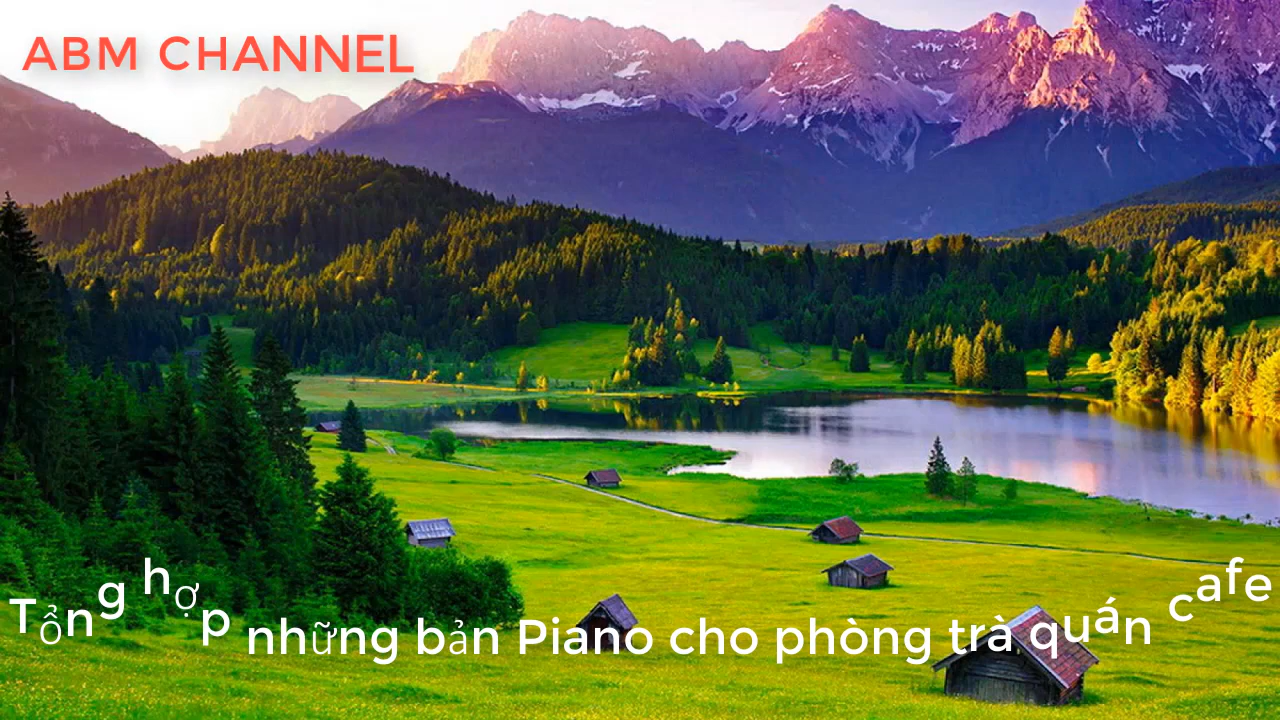 ABM CHANNEL
Tổng hợp những bản Piano cho phòng trà quán cafe